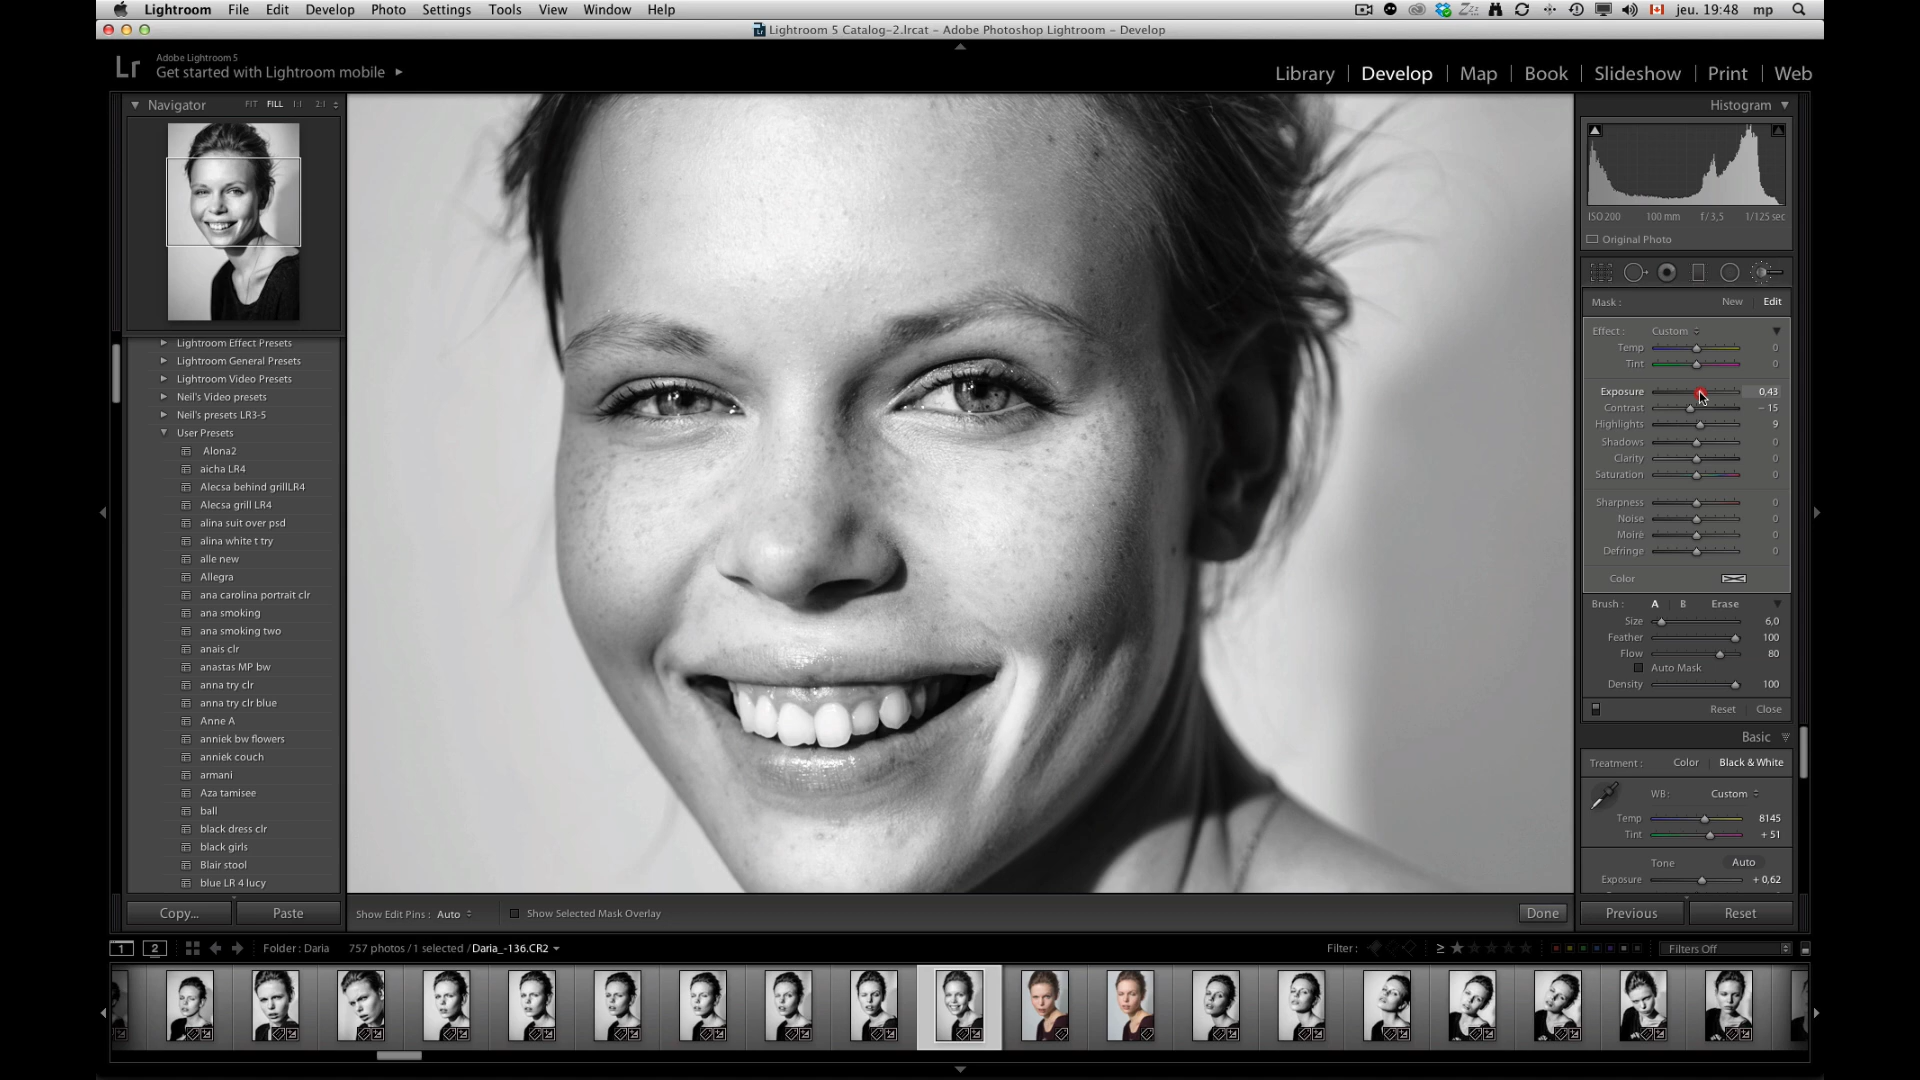 Lightroom File Edit Develop Photo Settings Tools View Window Help jeu. 19:48 mp
Lightroom 5 Catalog-2.lrcat – Adobe Photoshop Lightroom – Develop
Lr Adobe Lightroom 5
Get started with Lightroom mobile
Library Develop Map Book Slideshow Print Web
Navigator FIT FILL 1:1 2:1
Lightroom Effect Presets
Lightroom General Presets
Lightroom Video Presets
Neil's Video presets
Neil's presets LR3-5
User Presets
Alona2
aicha LR4
Alecsa behind grillLR4
Alecsa grill LR4
alina suit over psd
alina white t try
alle new
Allegra
ana carolina portrait clr
ana smoking
ana smoking two
anais clr
anastas MP bw
anna try clr
anna try clr blue
Anne A
anniek bw flowers
anniek couch
armani
Aza tamisee
ball
black dress clr
black girls
Blair stool
blue LR 4 lucy
Copy... Paste
Show Edit Pins : Auto Show Selected Mask Overlay Done
Histogram
ISO 200 100 mm f / 3,5 1/125 sec
Original Photo
Mask : New Edit
Effect : Custom
Temp 0
Tint 0
Exposure 0,43
Contrast – 15
Highlights 9
Shadows 0
Clarity 0
Saturation 0
Sharpness 0
Noise 0
Moiré 0
Defringe 0
Color
Brush : A B Erase
Size 6,0
Feather 100
Flow 80
Auto Mask
Density 100
Reset Close
Basic
Treatment : Color Black & White
WB : Custom
Temp 8145
Tint + 51
Tone Auto
Exposure + 0,62
Previous Reset
1 2 Folder : Daria 757 photos / 1 selected / Daria_-136.CR2 Filter : ≥ Filters Off